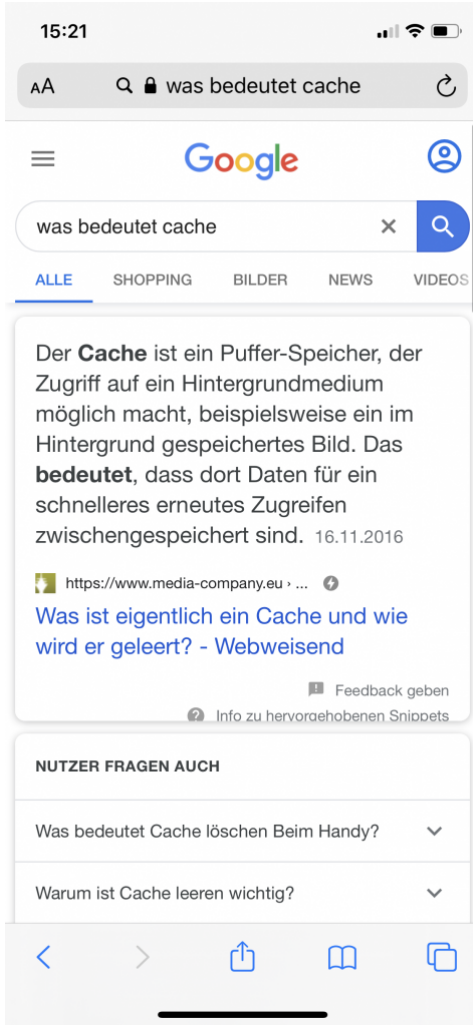 15:21
AA was bedeutet cache
Google
was bedeutet cache
ALLE SHOPPING BILDER NEWS VIDEOS
Der Cache ist ein Puffer-Speicher, der
Zugriff auf ein Hintergrundmedium
möglich macht, beispielsweise ein im
Hintergrund gespeichertes Bild. Das
bedeutet, dass dort Daten für ein
schnelleres erneutes Zugreifen
zwischengespeichert sind. 16.11.2016
https://www.media-company.eu › ...
Was ist eigentlich ein Cache und wie
wird er geleert? - Webweisend
Feedback geben
Info zu hervorgehobenen Snippets
NUTZER FRAGEN AUCH
Was bedeutet Cache löschen Beim Handy?
Warum ist Cache leeren wichtig?